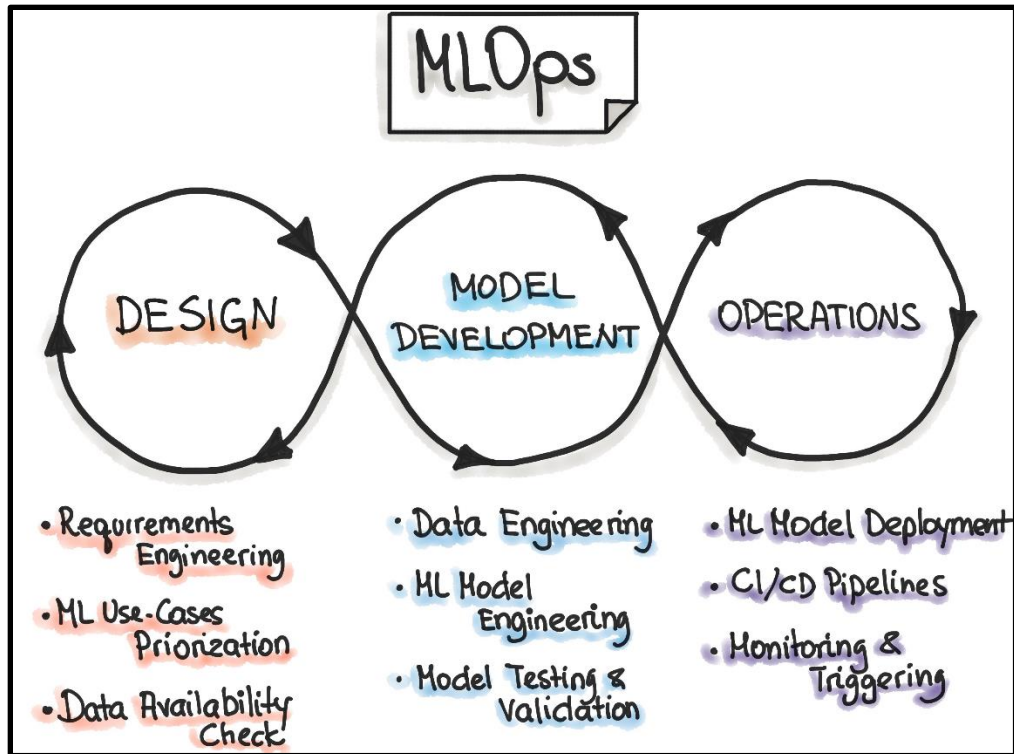 MLOps
DESIGN
MODEL
DEVELOPMENT
OPERATIONS
• Requirements
Engineering
• ML Use-Cases
Priorization
• Data Availability
Check
• Data Engineering
• ML Model
Engineering
• Model Testing &
Validation
• ML Model Deployment
• CI/CD Pipelines
• Monitoring &
Triggering